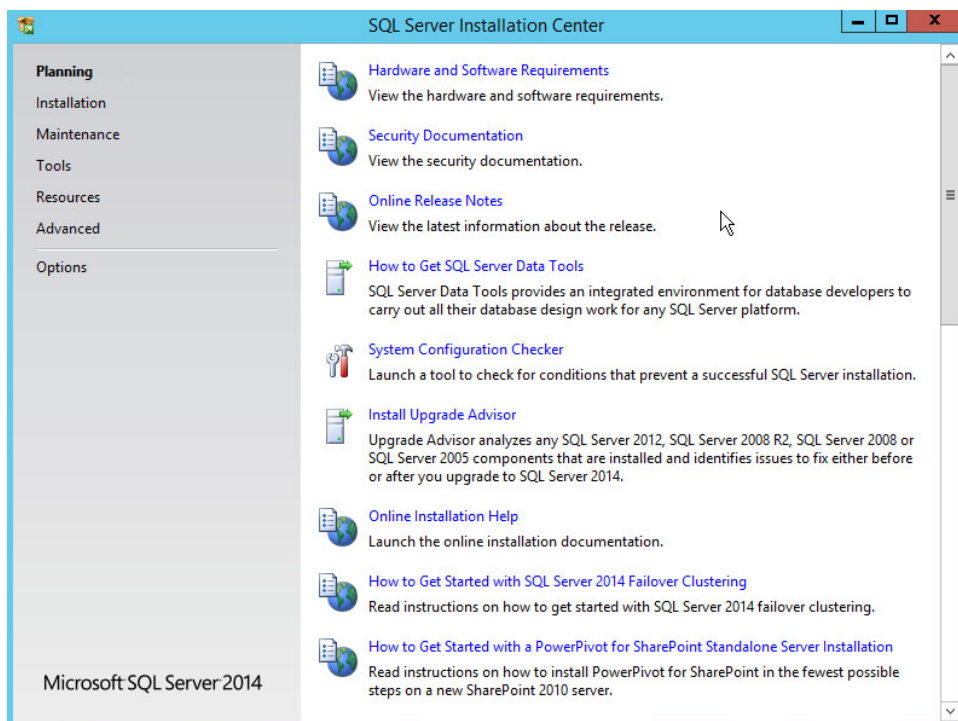 SQL Server Installation Center
Planning
Installation
Maintenance
Tools
Resources
Advanced
Options
Microsoft SQL Server 2014
Hardware and Software Requirements
View the hardware and software requirements.
Security Documentation
View the security documentation.
Online Release Notes
View the latest information about the release.
How to Get SQL Server Data Tools
SQL Server Data Tools provides an integrated environment for database developers to
carry out all their database design work for any SQL Server platform.
System Configuration Checker
Launch a tool to check for conditions that prevent a successful SQL Server installation.
Install Upgrade Advisor
Upgrade Advisor analyzes any SQL Server 2012, SQL Server 2008 R2, SQL Server 2008 or
SQL Server 2005 components that are installed and identifies issues to fix either before
or after you upgrade to SQL Server 2014.
Online Installation Help
Launch the online installation documentation.
How to Get Started with SQL Server 2014 Failover Clustering
Read instructions on how to get started with SQL Server 2014 failover clustering.
How to Get Started with a PowerPivot for SharePoint Standalone Server Installation
Read instructions on how to install PowerPivot for SharePoint in the fewest possible
steps on a new SharePoint 2010 server.